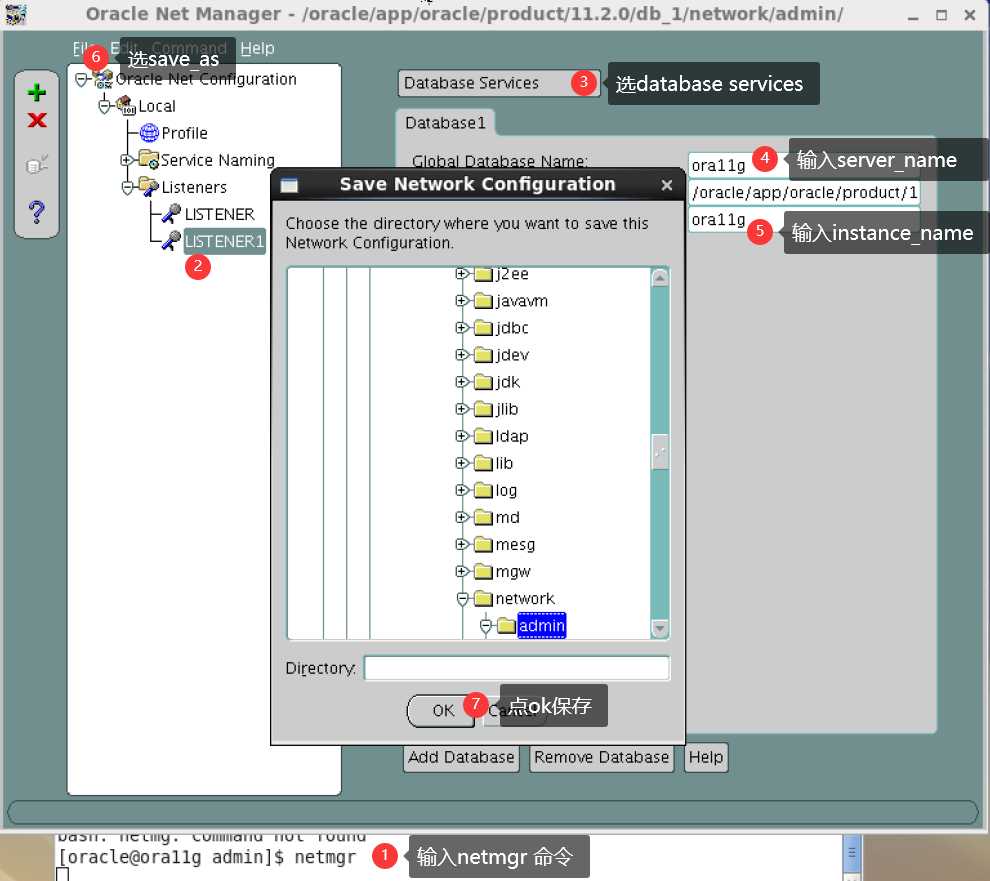 Oracle Net Manager - /oracle/app/oracle/product/11.2.0/db_1/network/admin/
File Edit Command Help
6 选save_as
Oracle Net Configuration
Local
Profile
Service Naming
Listeners
LISTENER
LISTENER1
2
Database Services 3 选database services
Database1
Global Database Name: ora11g 4 输入server_name
/oracle/app/oracle/product/1
ora11g 5 输入instance_name
Save Network Configuration
Choose the directory where you want to save this
Network Configuration.
j2ee
javavm
jdbc
jdev
jdk
jlib
ldap
lib
log
md
mesg
mgw
network
admin
Directory:
OK 7 点ok保存
Cancel
Add Database Remove Database Help
bash: netmg: command not found
[oracle@ora11g admin]$ netmgr 1 输入netmgr 命令